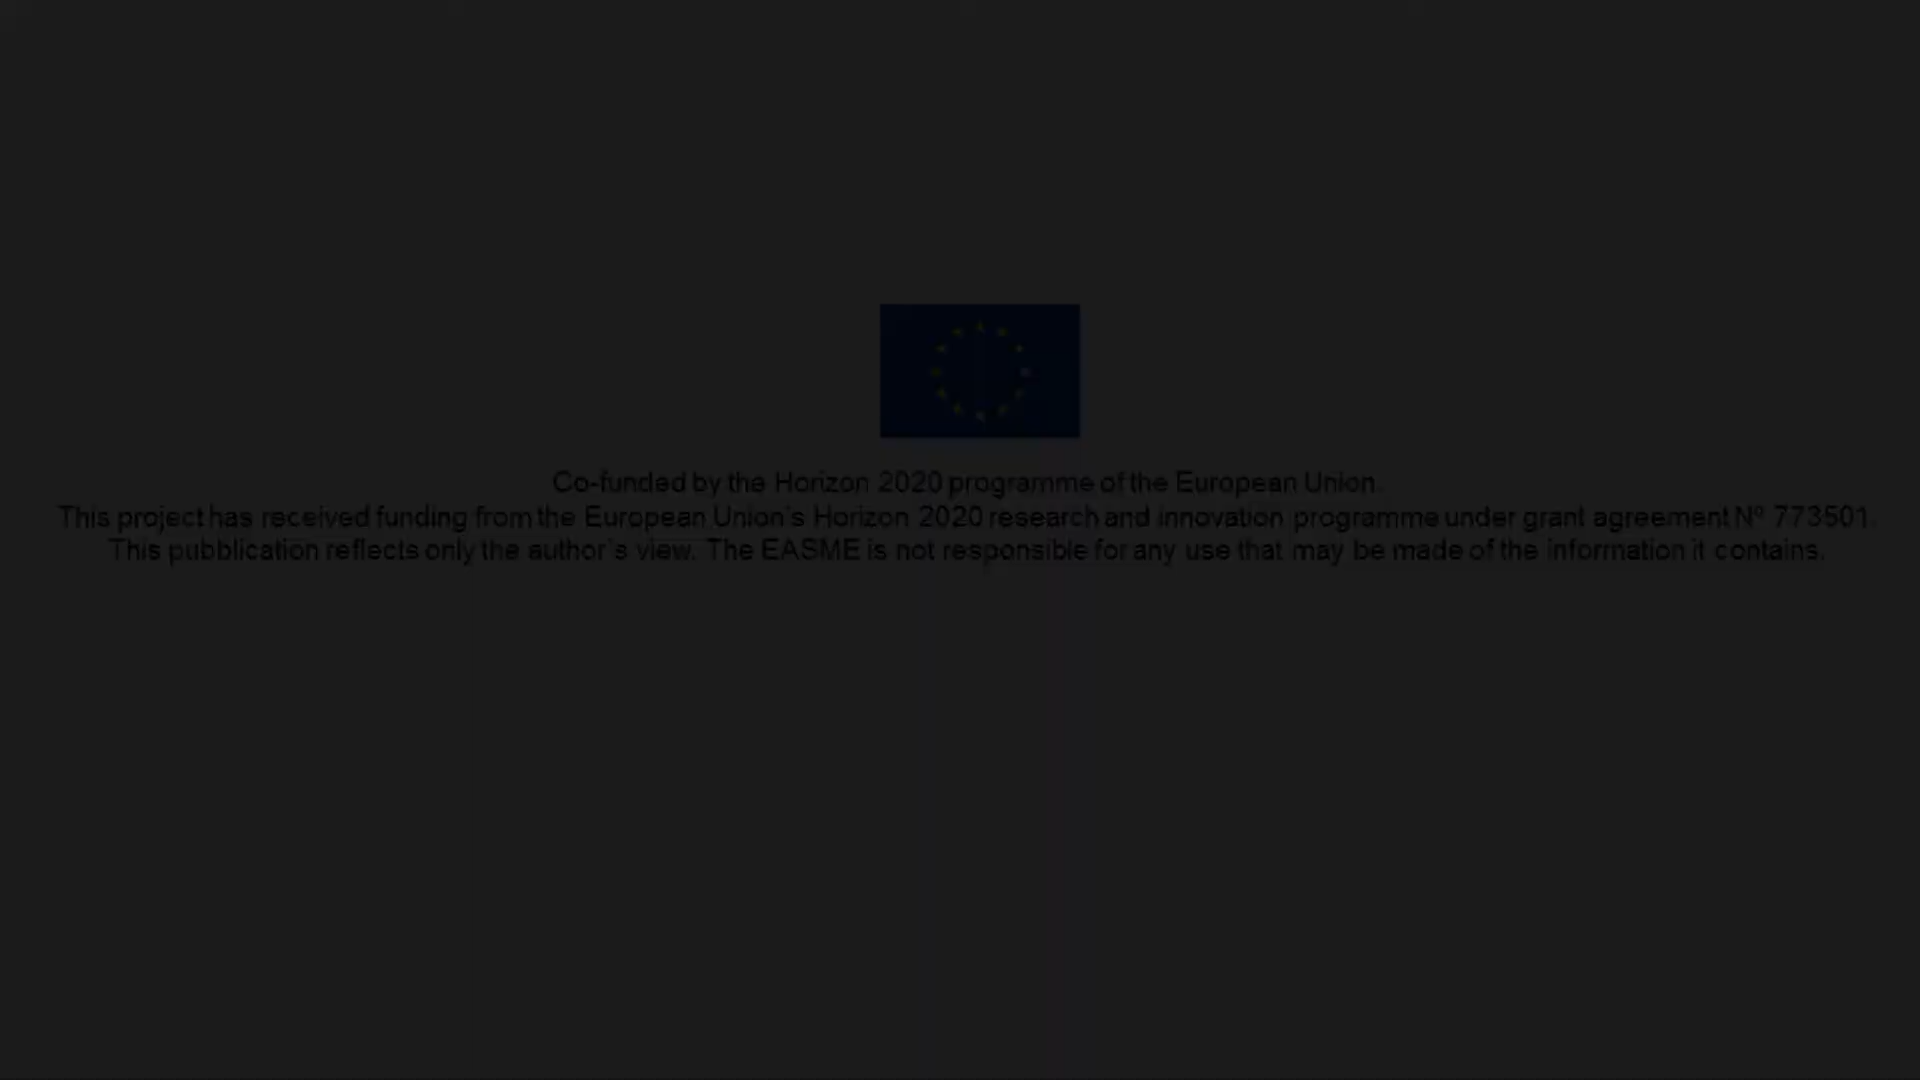 Co-funded by the Horizon 2020 programme of the European Union.
This project has received funding from the European Union's Horizon 2020 research and innovation programme under grant agreement Nº 773501.
This pubblication reflects only the author's view. The EASME is not responsible for any use that may be made of the information it contains.